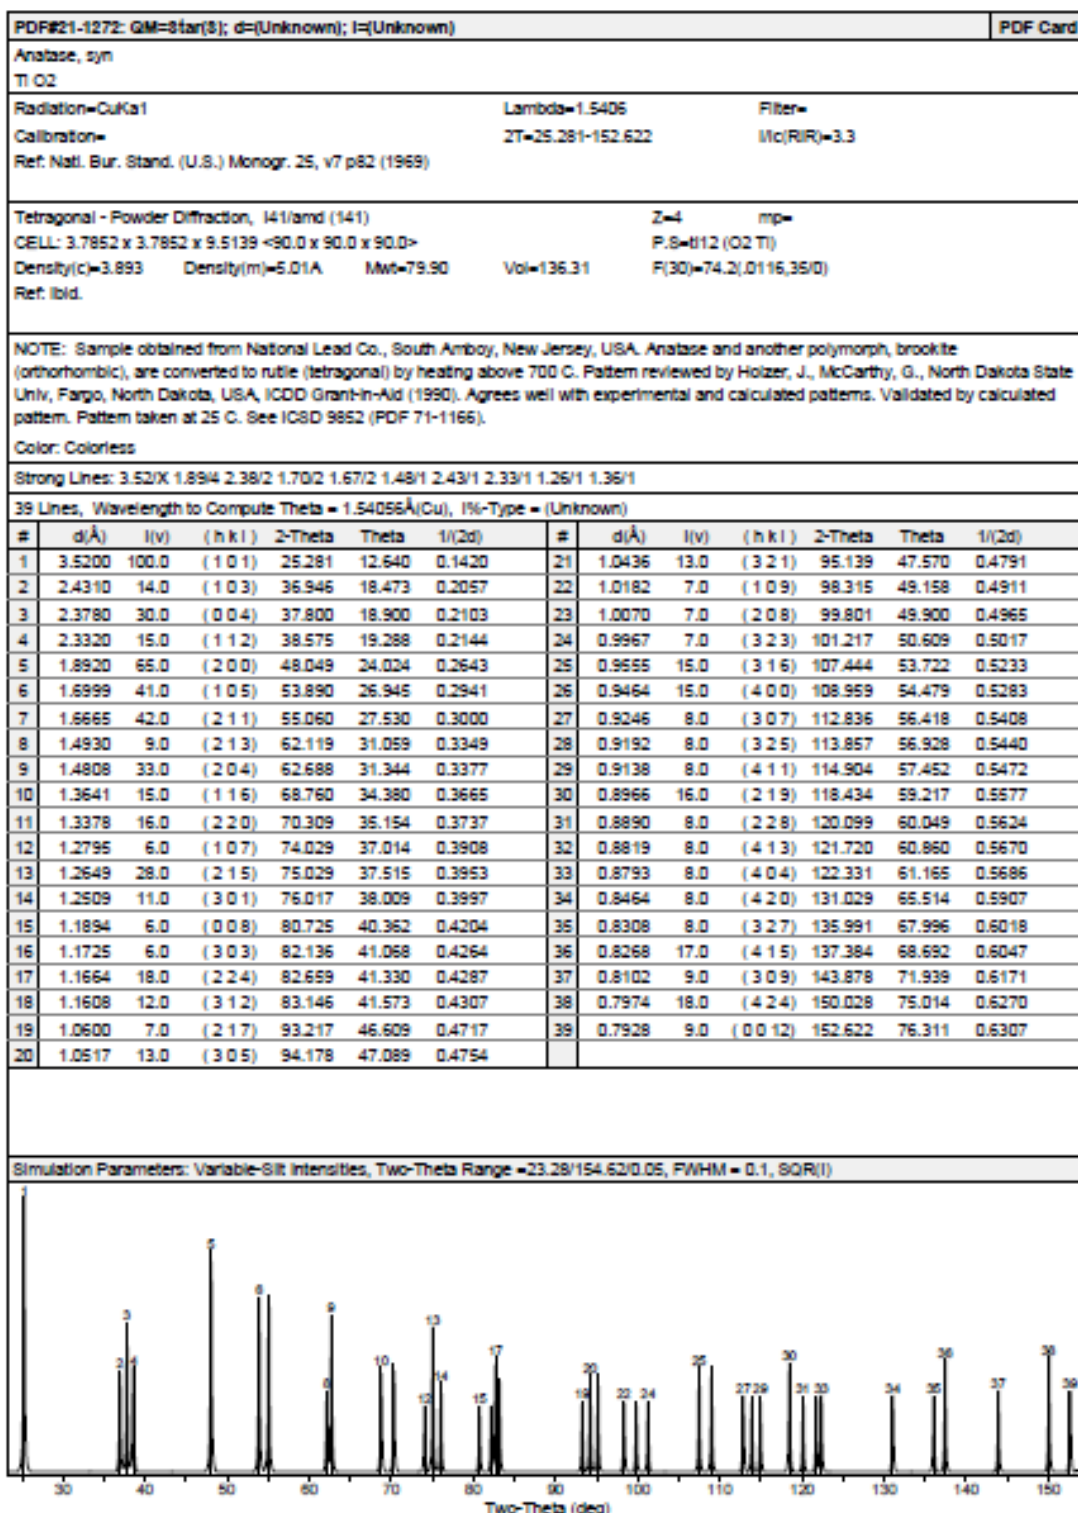 PDF#21-1272: QM=Star(S); d=(Unknown); I=(Unknown) PDF Card
Anatase, syn
Ti O2
Radiation=CuKa1 Lambda=1.5406 Filter=
Calibration= 2T=25.281-152.622 I/Ic(RIR)=3.3
Ref: Natl. Bur. Stand. (U.S.) Monogr. 25, v7 p82 (1969)
Tetragonal - Powder Diffraction, I41/amd (141) Z=4 mp=
CELL: 3.7852 x 3.7852 x 9.5139 <90.0 x 90.0 x 90.0> P.S=tI12 (O2 Ti)
Density(c)=3.893 Density(m)=5.01A Mwt=79.90 Vol=136.31 F(30)=74.2(.0116,35/0)
Ref: Ibid.
NOTE: Sample obtained from National Lead Co., South Amboy, New Jersey, USA. Anatase and another polymorph, brookite
(orthorhombic), are converted to rutile (tetragonal) by heating above 700 C. Pattern reviewed by Holzer, J., McCarthy, G., North Dakota State
Univ, Fargo, North Dakota, USA, ICDD Grant-in-Aid (1990). Agrees well with experimental and calculated patterns. Validated by calculated
pattern. Pattern taken at 25 C. See ICSD 9852 (PDF 71-1166).
Color: Colorless
Strong Lines: 3.52/X 1.89/4 2.38/2 1.70/2 1.67/2 1.48/1 2.43/1 2.33/1 1.26/1 1.36/1
39 Lines, Wavelength to Compute Theta = 1.54056Å(Cu), I%-Type = (Unknown)
# d(Å) I(v) (h k l) 2-Theta Theta 1/(2d) # d(Å) I(v) (h k l) 2-Theta Theta 1/(2d)
1 3.5200 100.0 (1 0 1) 25.281 12.640 0.1420 21 1.0436 13.0 (3 2 1) 95.139 47.570 0.4791
2 2.4310 14.0 (1 0 3) 36.946 18.473 0.2057 22 1.0182 7.0 (1 0 9) 98.315 49.158 0.4911
3 2.3780 30.0 (0 0 4) 37.800 18.900 0.2103 23 1.0070 7.0 (2 0 8) 99.801 49.900 0.4965
4 2.3320 15.0 (1 1 2) 38.575 19.288 0.2144 24 0.9967 7.0 (3 2 3) 101.217 50.609 0.5017
5 1.8920 65.0 (2 0 0) 48.049 24.024 0.2643 25 0.9555 15.0 (3 1 6) 107.444 53.722 0.5233
6 1.6999 41.0 (1 0 5) 53.890 26.945 0.2941 26 0.9464 15.0 (4 0 0) 108.959 54.479 0.5283
7 1.6665 42.0 (2 1 1) 55.060 27.530 0.3000 27 0.9246 8.0 (3 0 7) 112.836 56.418 0.5408
8 1.4930 9.0 (2 1 3) 62.119 31.059 0.3349 28 0.9192 8.0 (3 2 5) 113.857 56.928 0.5440
9 1.4808 33.0 (2 0 4) 62.688 31.344 0.3377 29 0.9138 8.0 (4 1 1) 114.904 57.452 0.5472
10 1.3641 15.0 (1 1 6) 68.760 34.380 0.3665 30 0.8966 16.0 (2 1 9) 118.434 59.217 0.5577
11 1.3378 16.0 (2 2 0) 70.309 35.154 0.3737 31 0.8890 8.0 (2 2 8) 120.099 60.049 0.5624
12 1.2795 6.0 (1 0 7) 74.029 37.014 0.3908 32 0.8819 8.0 (4 1 3) 121.720 60.860 0.5670
13 1.2649 28.0 (2 1 5) 75.029 37.515 0.3953 33 0.8793 8.0 (4 0 4) 122.331 61.165 0.5686
14 1.2509 11.0 (3 0 1) 76.017 38.009 0.3997 34 0.8464 8.0 (4 2 0) 131.029 65.514 0.5907
15 1.1894 6.0 (0 0 8) 80.725 40.362 0.4204 35 0.8308 8.0 (3 2 7) 135.991 67.996 0.6018
16 1.1725 6.0 (3 0 3) 82.136 41.068 0.4264 36 0.8268 17.0 (4 1 5) 137.384 68.692 0.6047
17 1.1664 18.0 (2 2 4) 82.659 41.330 0.4287 37 0.8102 9.0 (3 0 9) 143.878 71.939 0.6171
18 1.1608 12.0 (3 1 2) 83.146 41.573 0.4307 38 0.7974 18.0 (4 2 4) 150.028 75.014 0.6270
19 1.0600 7.0 (2 1 7) 93.217 46.609 0.4717 39 0.7928 9.0 (0 0 12) 152.622 76.311 0.6307
20 1.0517 13.0 (3 0 5) 94.178 47.089 0.4754
Simulation Parameters: Variable-Slit Intensities, Two-Theta Range =23.28/154.62/0.05, FWHM = 0.1, SQR(I)
1
5
6
9
3
13
2 4
10
17
14
12
8
15
20
19
22 24
25
27 29
30
31 33
34
35
36
37
38
39
30 40 50 60 70 80 90 100 110 120 130 140 150
Two-Theta (deg)